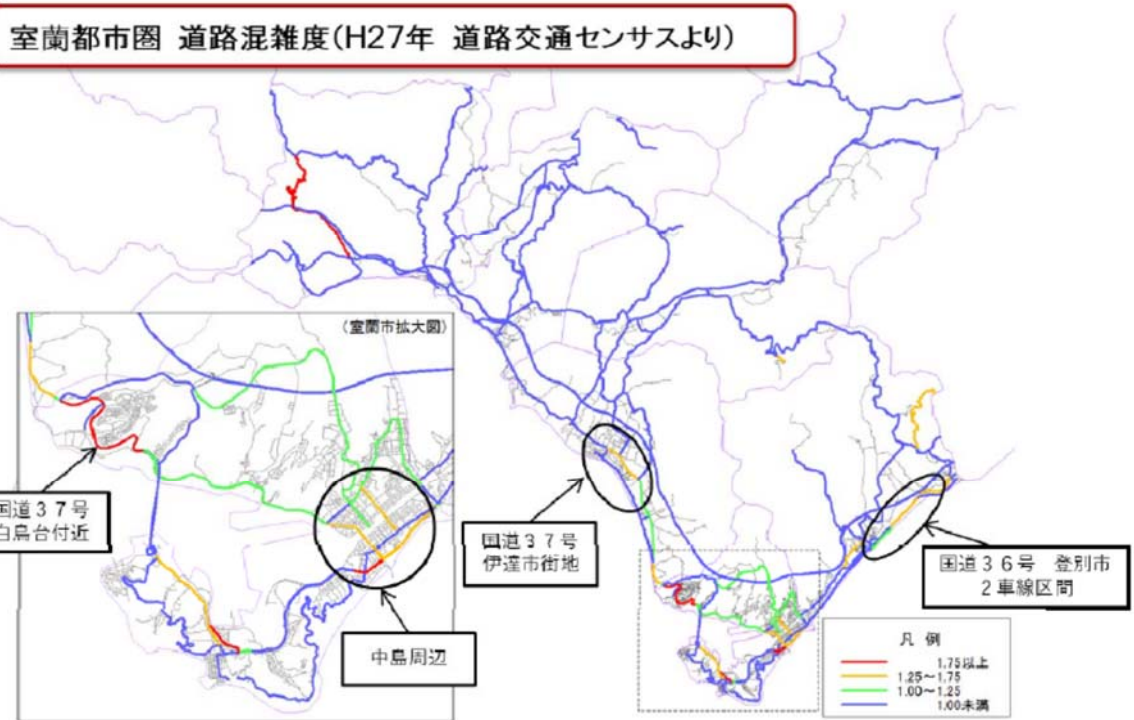 室蘭都市圏 道路混雑度(H27年 道路交通センサスより)
(室蘭市拡大図)
国道37号
白鳥台付近
中島周辺
国道37号
伊達市街地
国道36号 登別市
2車線区間
凡 例
1.75以上
1.25~1.75
1.00~1.25
1.00未満